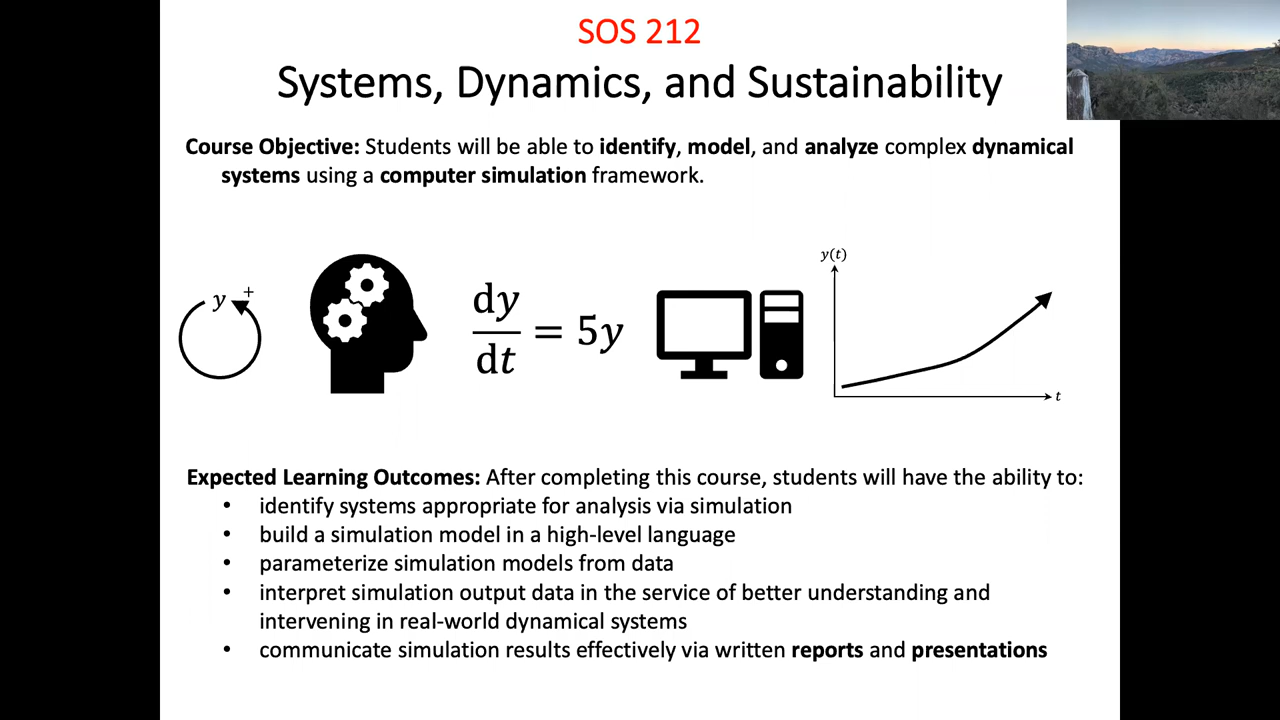 SOS 212
Systems, Dynamics, and Sustainability
Course Objective: Students will be able to identify, model, and analyze complex dynamical
systems using a computer simulation framework.
y +
dy
dt
= 5y
y(t)
t
Expected Learning Outcomes: After completing this course, students will have the ability to:
• identify systems appropriate for analysis via simulation
• build a simulation model in a high-level language
• parameterize simulation models from data
• interpret simulation output data in the service of better understanding and
intervening in real-world dynamical systems
• communicate simulation results effectively via written reports and presentations